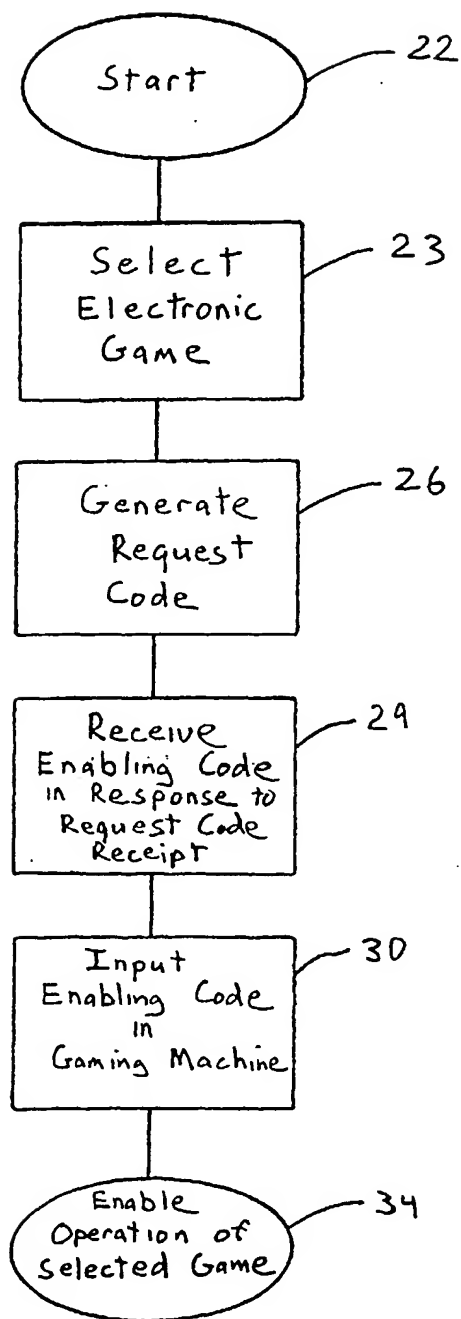 Start
22
Select
Electronic
Game
23
Generate
Request
Code
26
Receive
Enabling Code
in Response to
Request Code
Receipt
29
Input
Enabling Code
in
Gaming Machine
30
Enable
Operation of
Selected Game
34